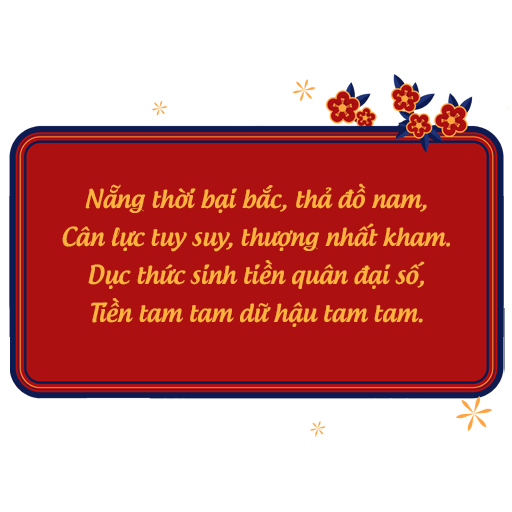 Nẵng thời bại bắc, thả đồ nam,
Cân lực tuy suy, thượng nhất kham.
Dục thức sinh tiền quân đại số,
Tiền tam tam dữ hậu tam tam.